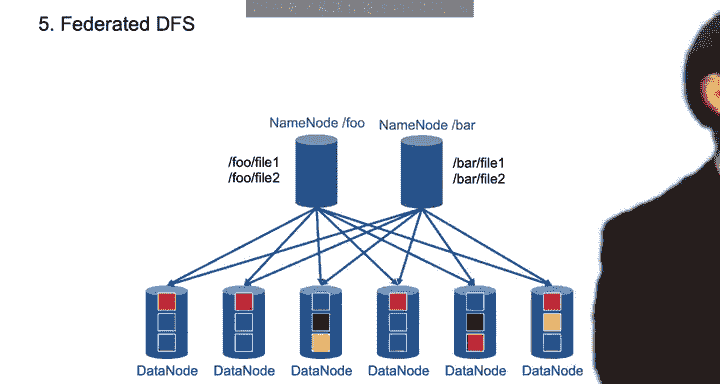 5. Federated DFS
NameNode /foo
NameNode /bar
/foo/file1
/foo/file2
/bar/file1
/bar/file2
DataNode
DataNode
DataNode
DataNode
DataNode
DataNode